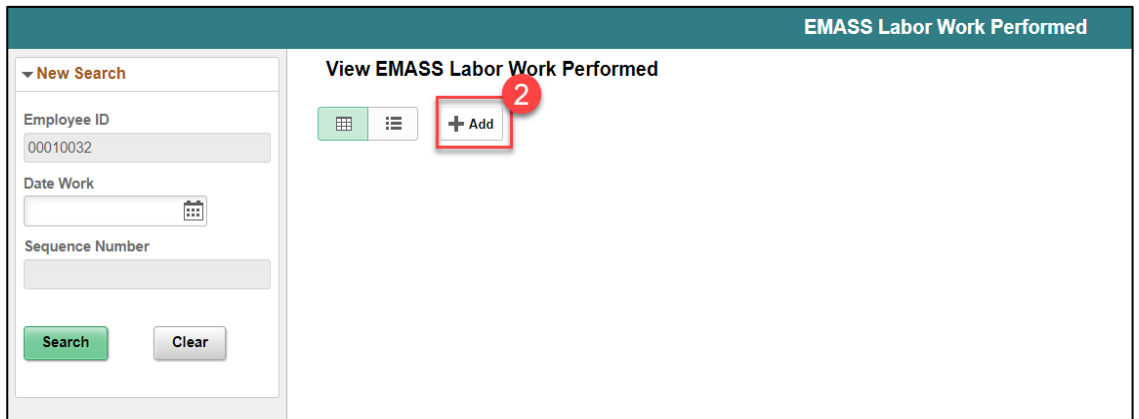 EMASS Labor Work Performed
New Search
Employee ID
00010032
Date Work
Sequence Number
Search
Clear
View EMASS Labor Work Performed
2
Add